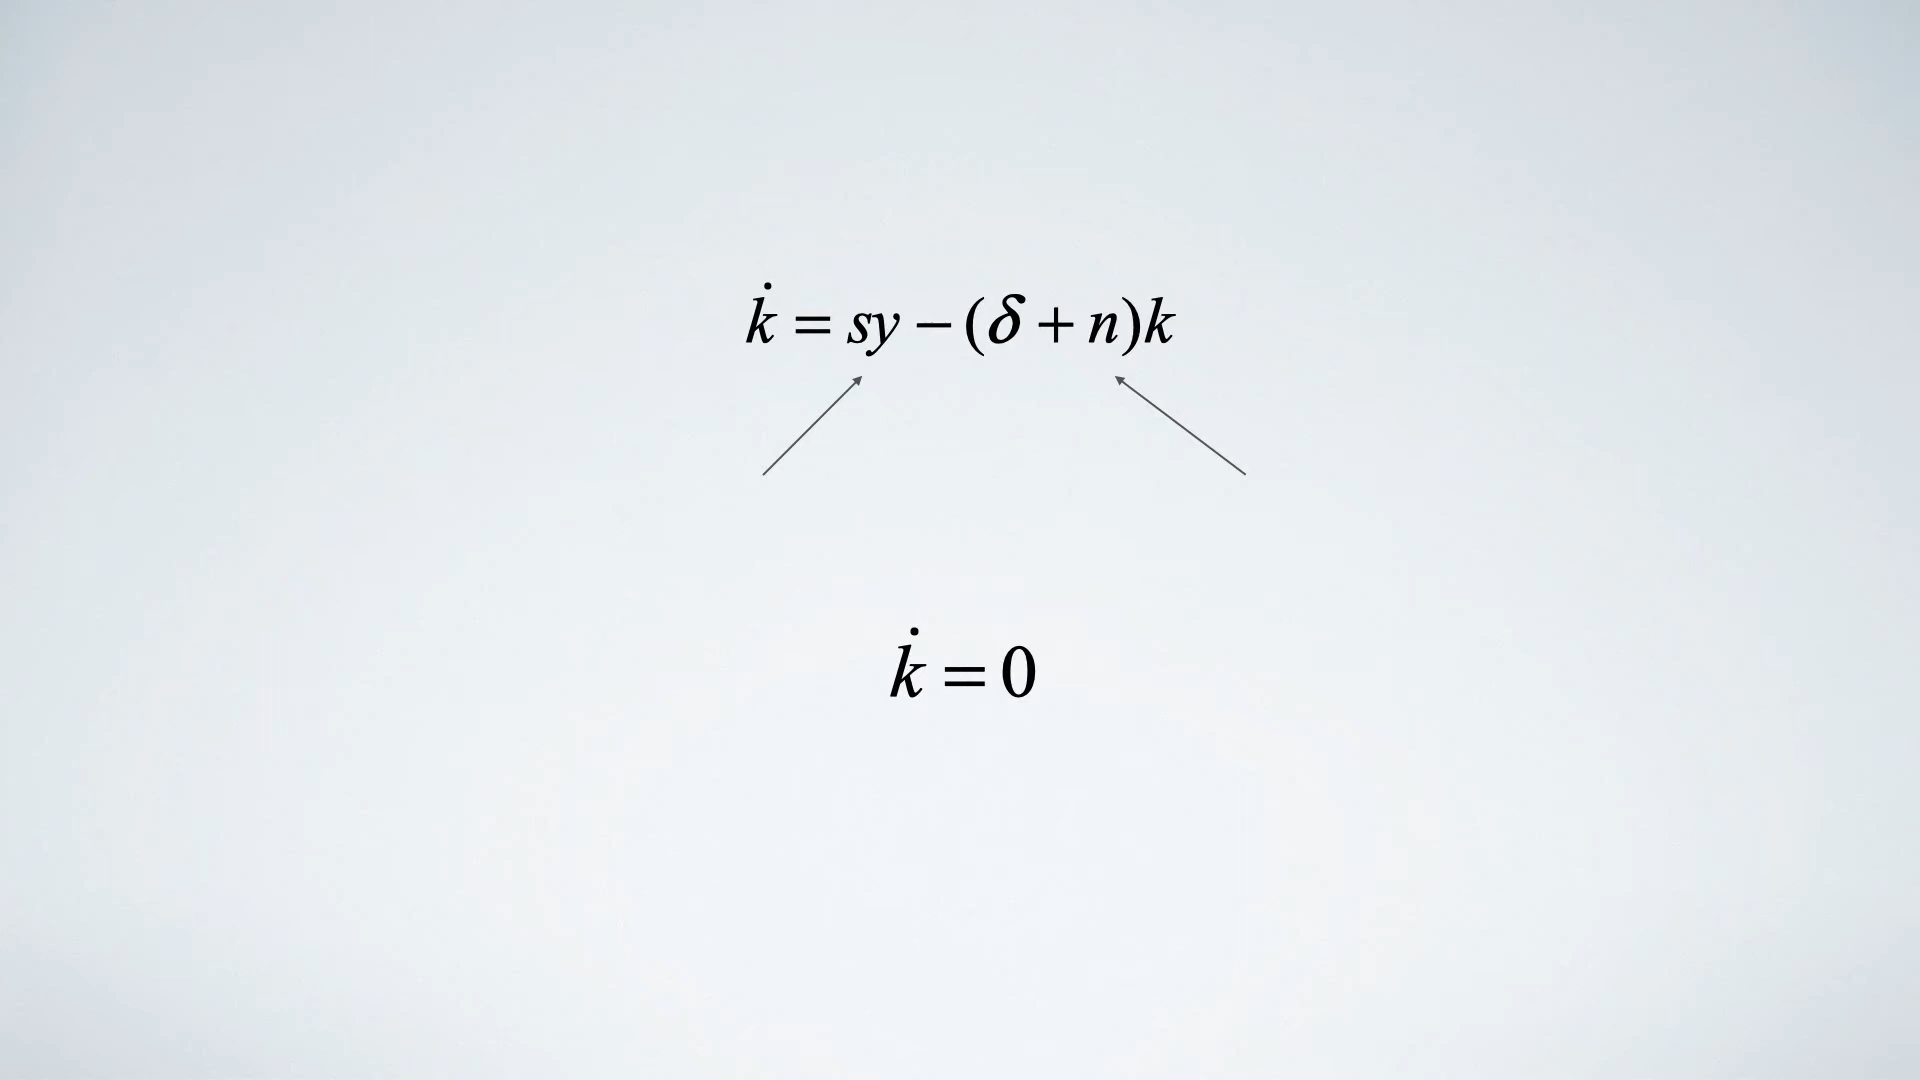 k̇ = sy − (δ + n)k
k̇ = 0